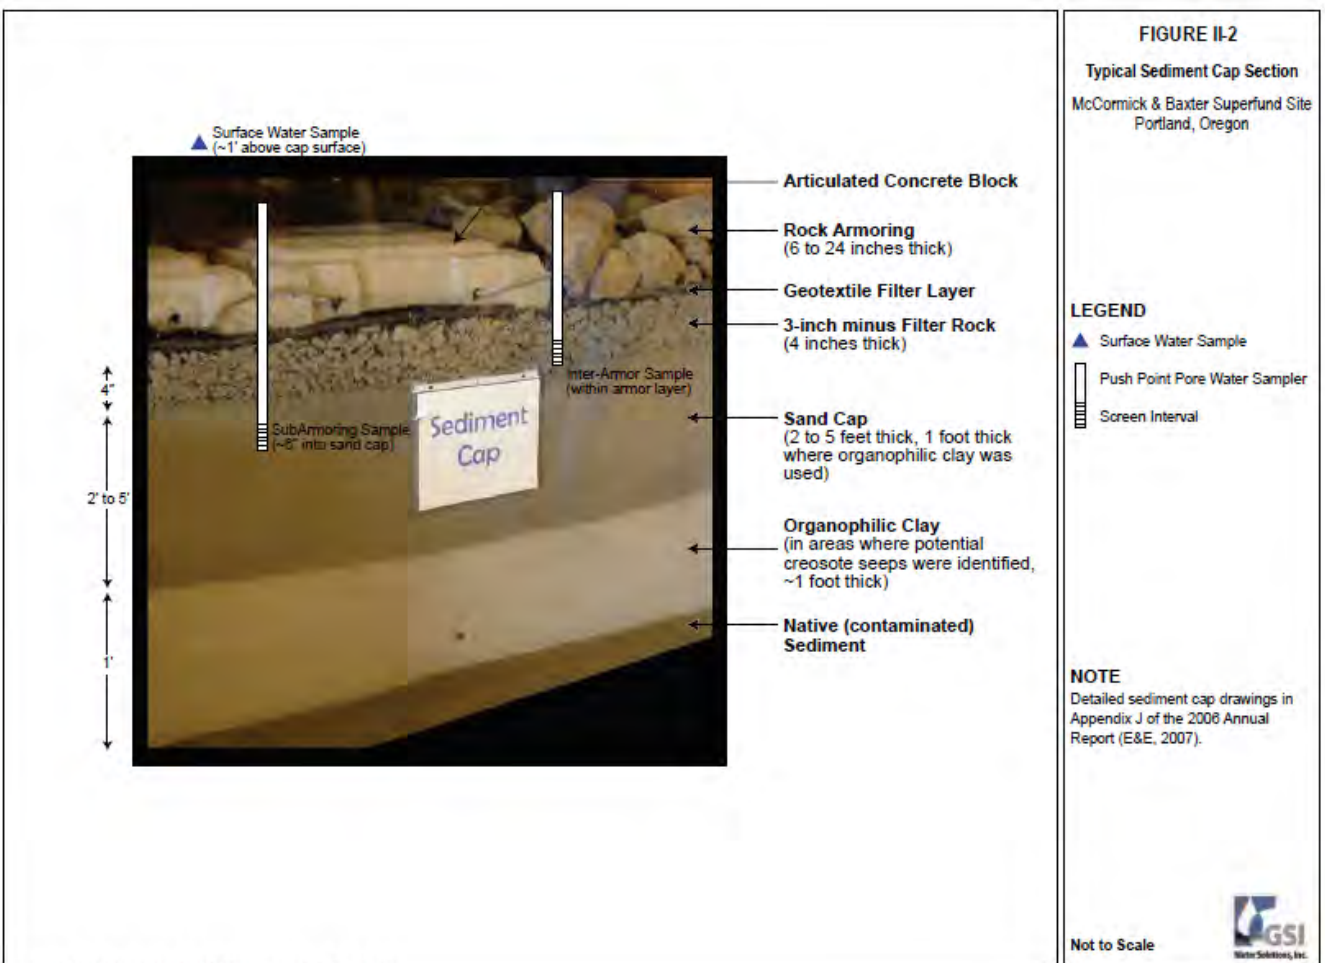 FIGURE II-2
Typical Sediment Cap Section
McCormick & Baxter Superfund Site
Portland, Oregon
Surface Water Sample
(~1' above cap surface)
Articulated Concrete Block
Rock Armoring
(6 to 24 inches thick)
Geotextile Filter Layer
3-inch minus Filter Rock
(4 inches thick)
Inter-Armor Sample
(within armor layer)
4"
Sediment
Cap
SubArmoring Sample
(~6" into sand cap)
Sand Cap
(2 to 5 feet thick, 1 foot thick
where organophilic clay was
used)
2' to 5'
Organophilic Clay
(in areas where potential
creosote seeps were identified,
~1 foot thick)
Native (contaminated)
Sediment
1'
LEGEND
Surface Water Sample
Push Point Pore Water Sampler
Screen Interval
NOTE
Detailed sediment cap drawings in
Appendix J of the 2006 Annual
Report (E&E, 2007).
Not to Scale
GSI
Water Solutions, Inc.